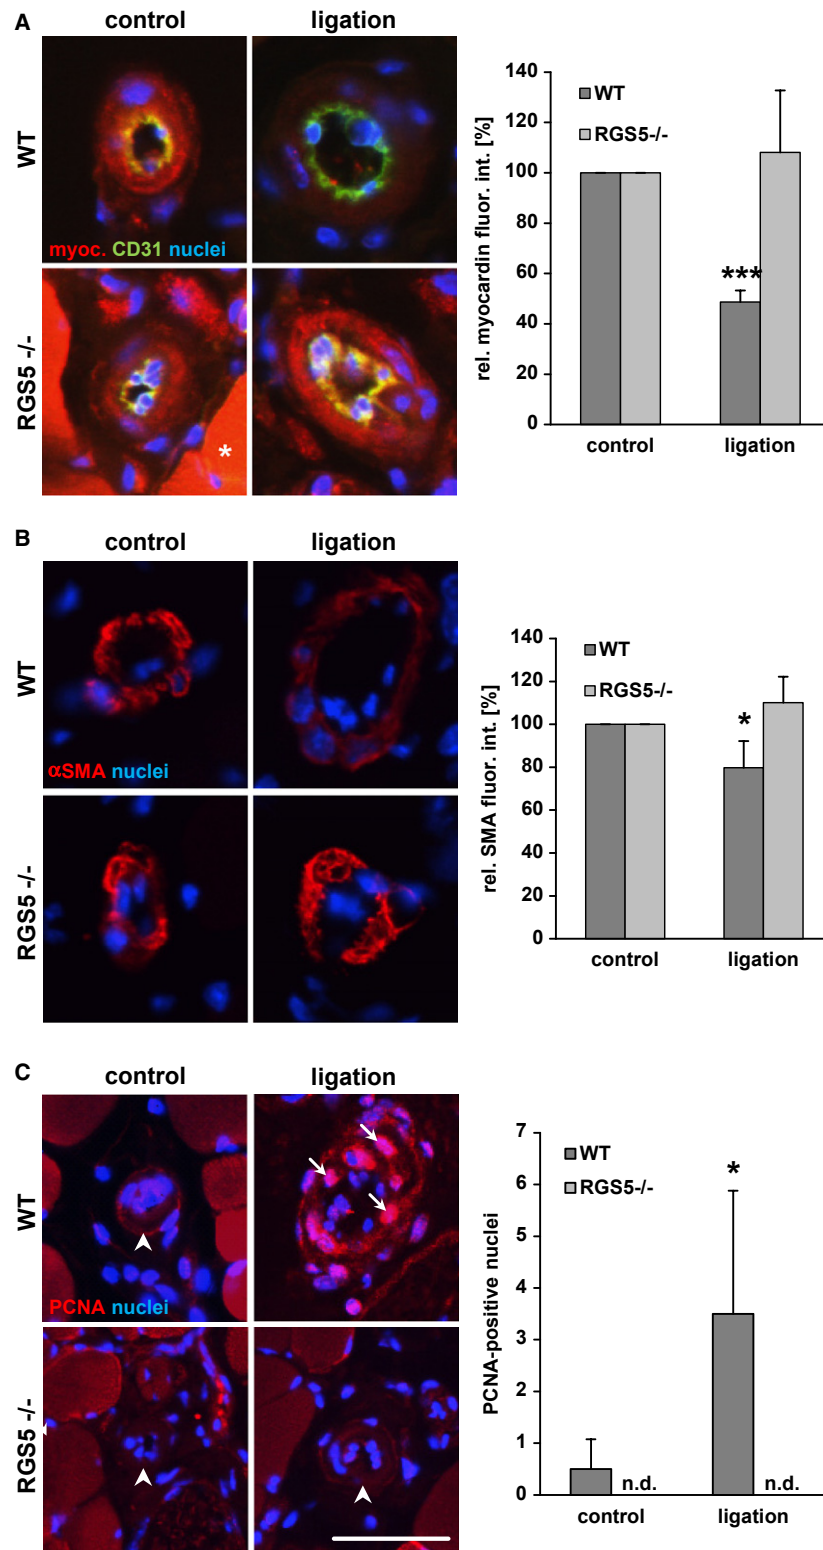 A
control ligation
WT
myoc. CD31 nuclei
RGS5 -/-
*
rel. myocardin fluor. int. [%]
140
120
100
80
60
40
20
0
WT
RGS5-/-
***
control ligation
B
control ligation
WT
αSMA nuclei
RGS5 -/-
rel. SMA fluor. int. [%]
140
120
100
80
60
40
20
0
WT
RGS5-/-
*
control ligation
C
control ligation
WT
PCNA nuclei
RGS5 -/-
PCNA-positive nuclei
7
6
5
4
3
2
1
0
WT
RGS5-/-
*
n.d. n.d.
control ligation